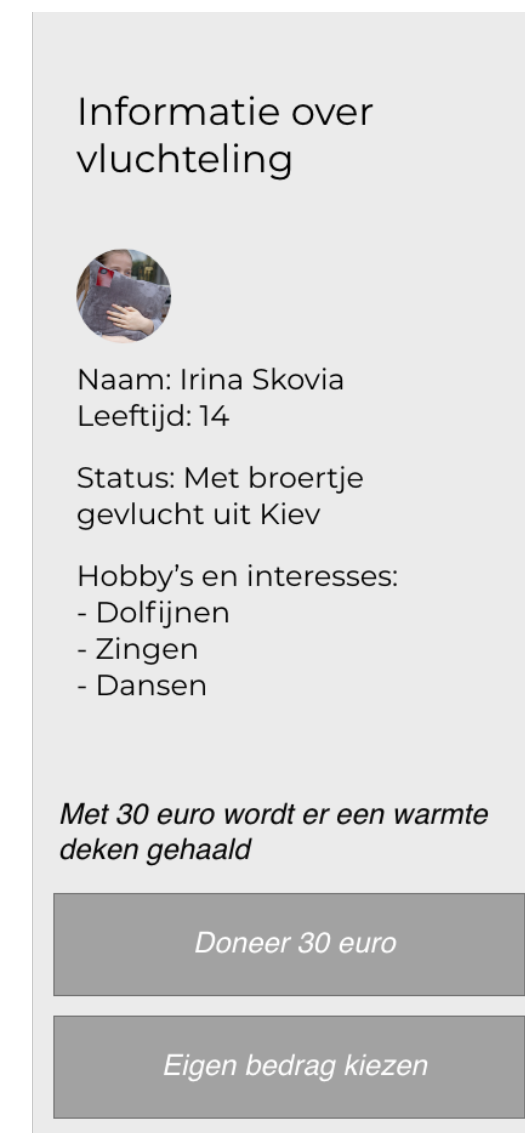 Informatie over
vluchteling
Naam: Irina Skovia
Leeftijd: 14
Status: Met broertje
gevlucht uit Kiev
Hobby’s en interesses:
- Dolfijnen
- Zingen
- Dansen
Met 30 euro wordt er een warmte
deken gehaald
Doneer 30 euro
Eigen bedrag kiezen